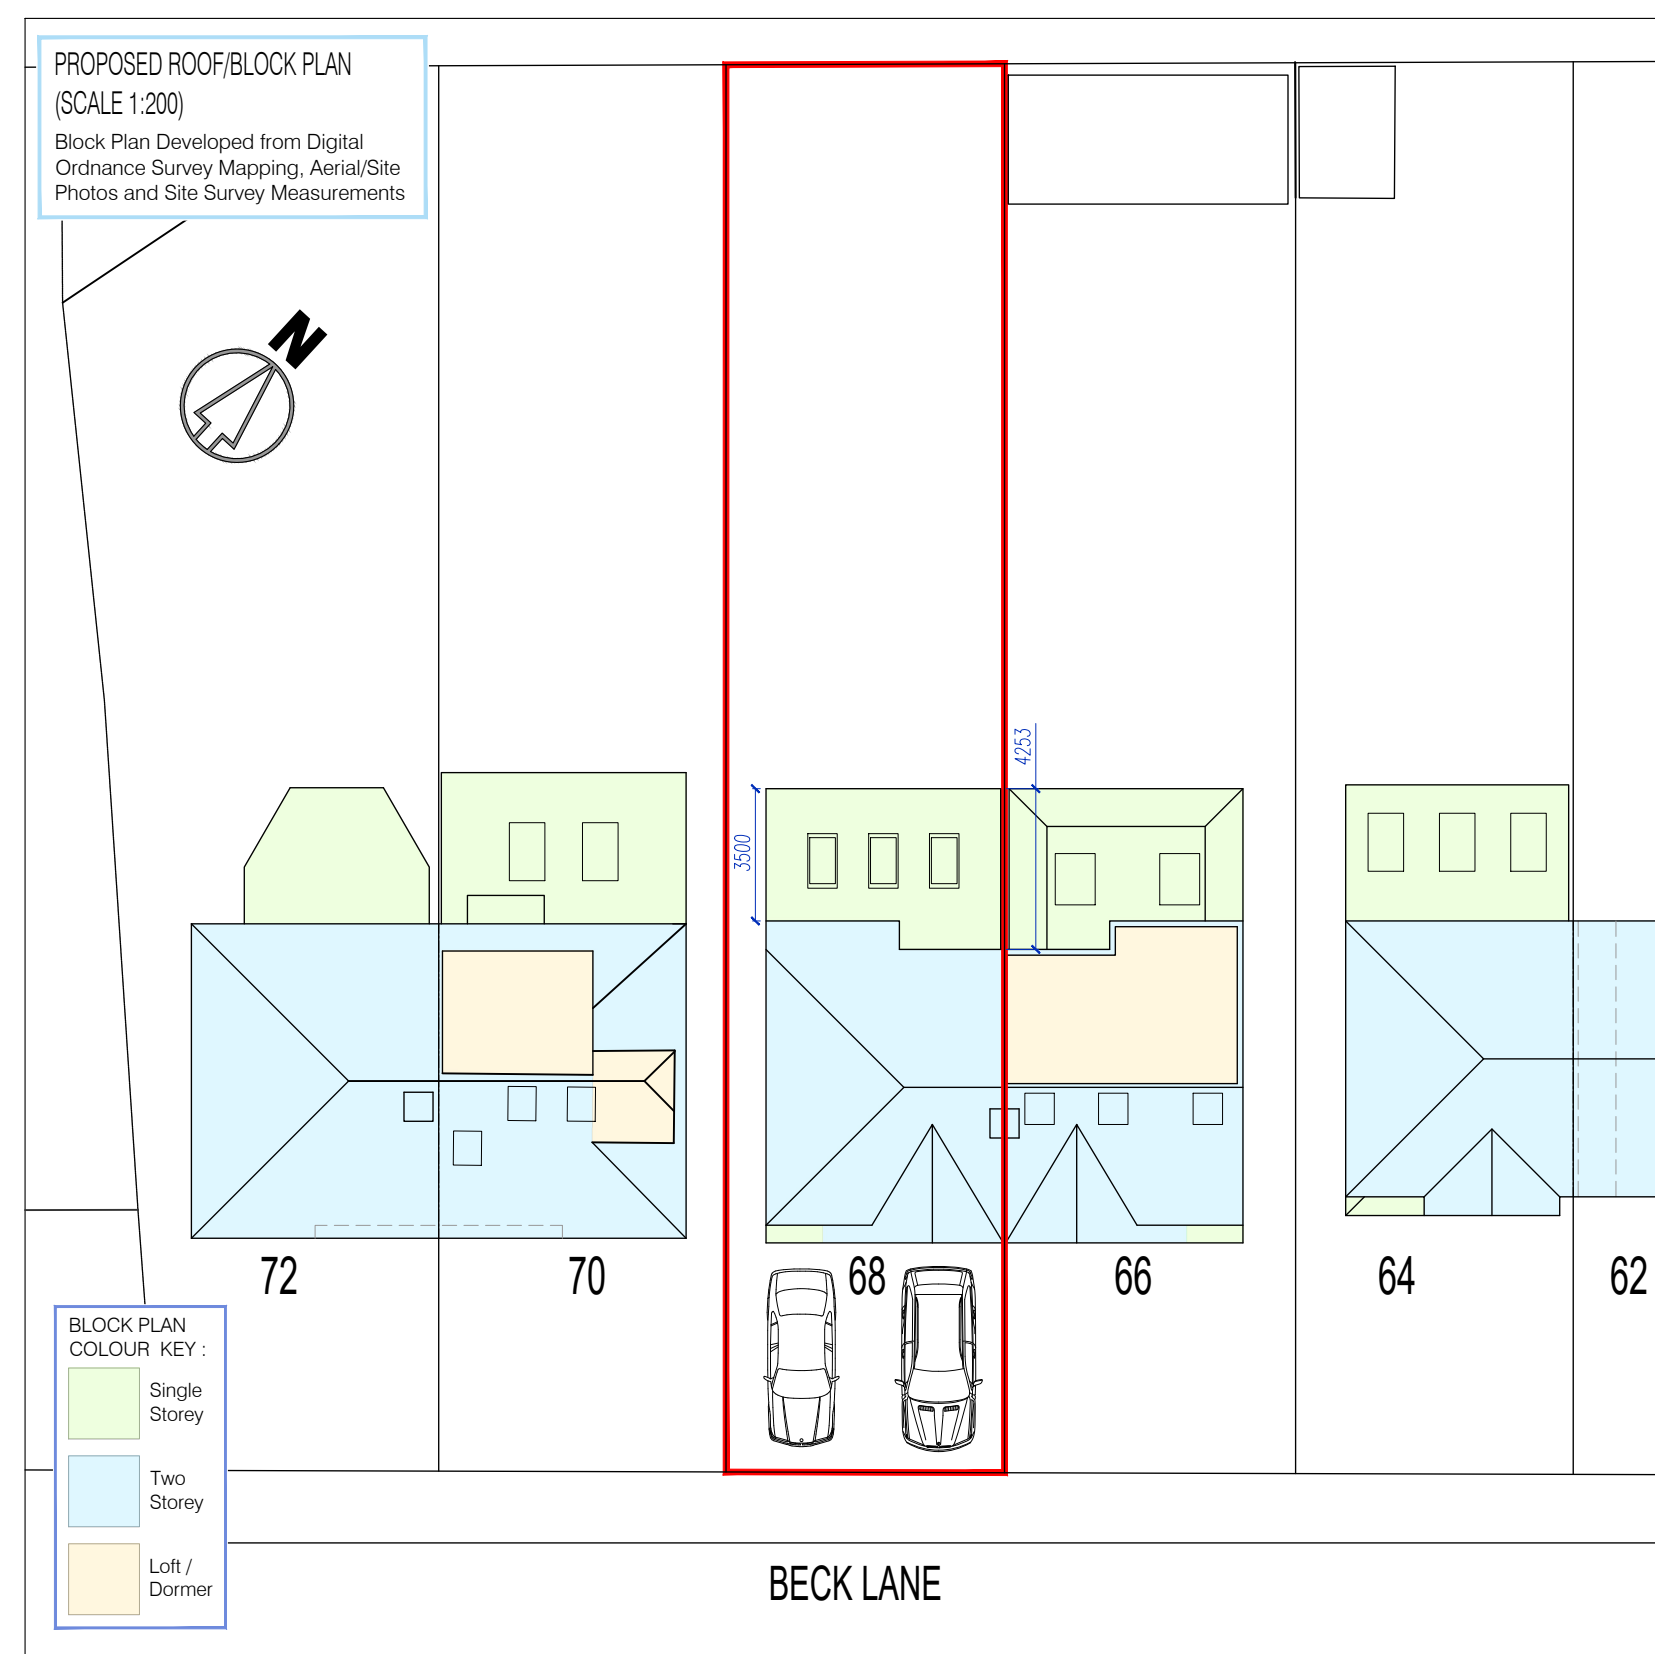 PROPOSED ROOF/BLOCK PLAN
(SCALE 1:200)
Block Plan Developed from Digital
Ordnance Survey Mapping, Aerial/Site
Photos and Site Survey Measurements
N
4253
3500
72
70
68
66
64
62
BLOCK PLAN
COLOUR KEY :
Single
Storey
Two
Storey
Loft /
Dormer
BECK LANE